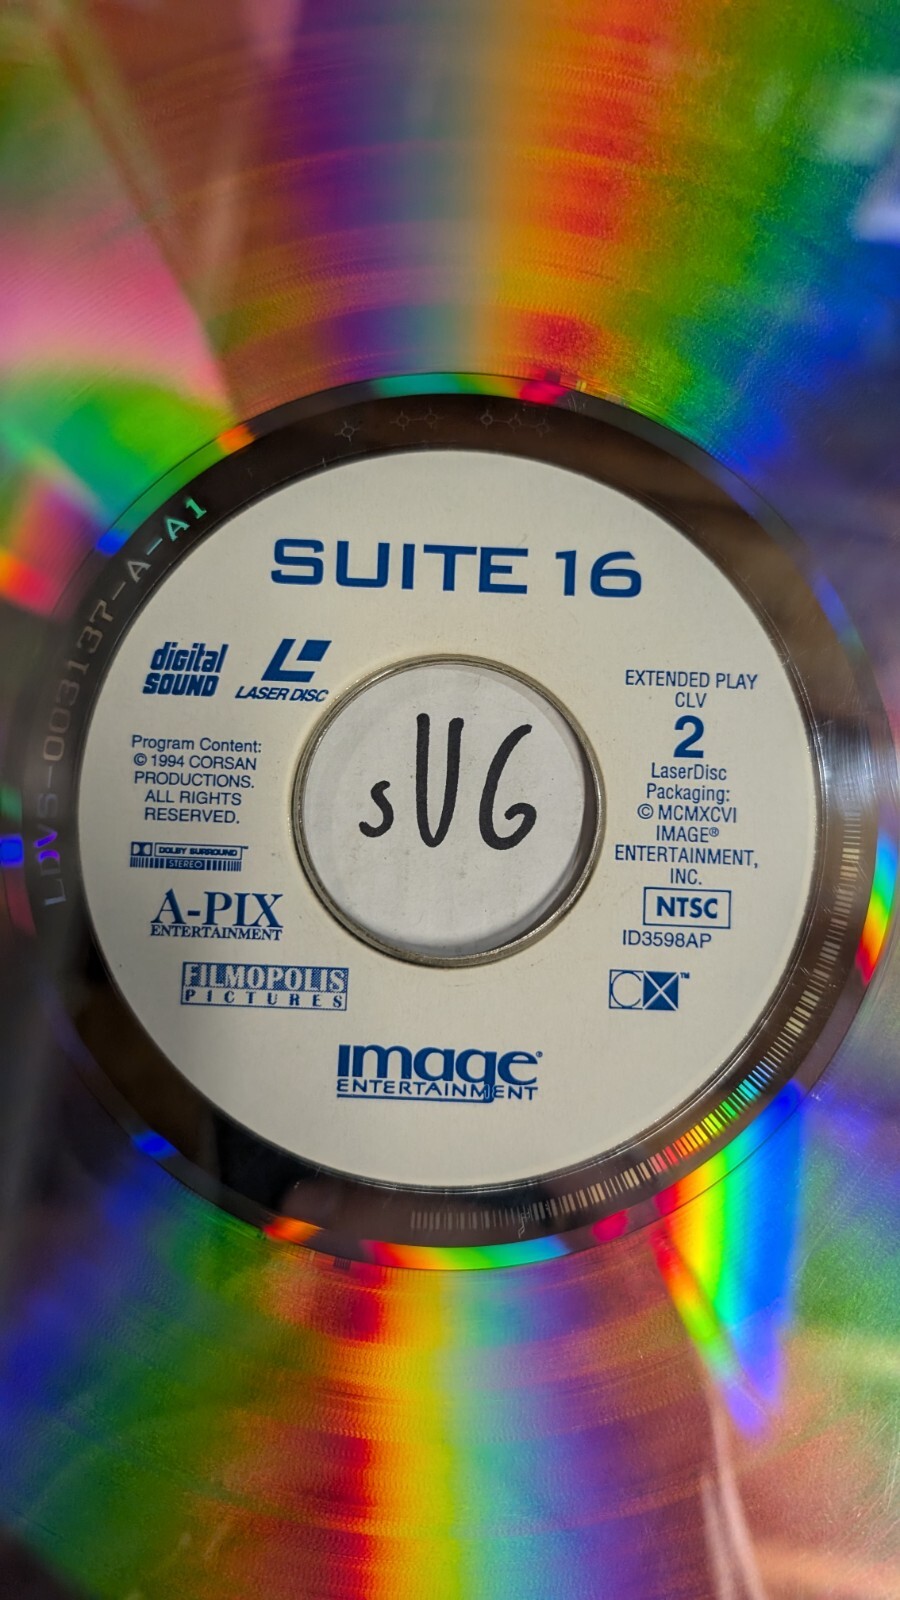 LDVS-003137-A-A1
SUITE 16
digital
SOUND
LASER DISC
Program Content:
© 1994 CORSAN
PRODUCTIONS.
ALL RIGHTS
RESERVED.
DOLBY SURROUND
STEREO
A-PIX
ENTERTAINMENT
FILMOPOLIS
PICTURES
sUG
EXTENDED PLAY
CLV
2
LaserDisc
Packaging:
© MCMXCVI
IMAGE®
ENTERTAINMENT,
INC.
NTSC
ID3598AP
CX™
image®
ENTERTAINMENT